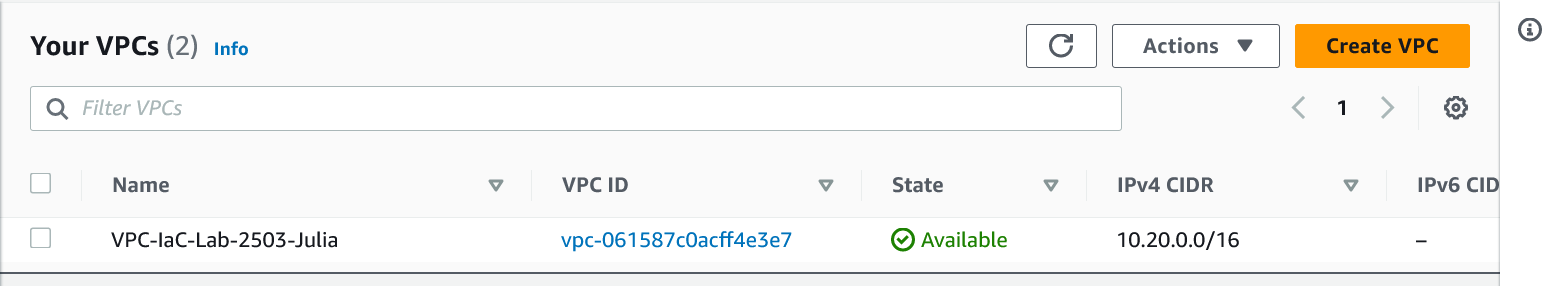 Your VPCs (2) Info
Actions
Create VPC
Filter VPCs
1
Name VPC ID State IPv4 CIDR IPv6 CID
VPC-IaC-Lab-2503-Julia vpc-061587c0acff4e3e7 Available 10.20.0.0/16 –